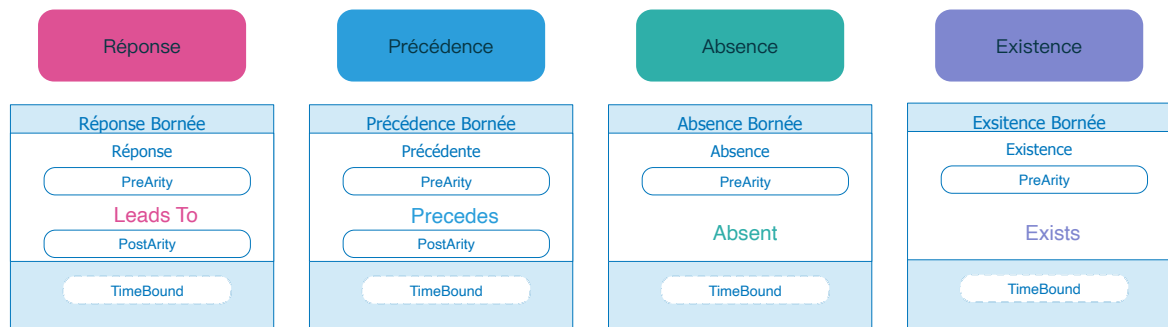 Réponse
Précédence
Absence
Existence
Réponse Bornée
Réponse
PreArity
Leads To
PostArity
TimeBound
Précédence Bornée
Précédente
PreArity
Precedes
PostArity
TimeBound
Absence Bornée
Absence
PreArity
Absent
TimeBound
Exsitence Bornée
Existence
PreArity
Exists
TimeBound